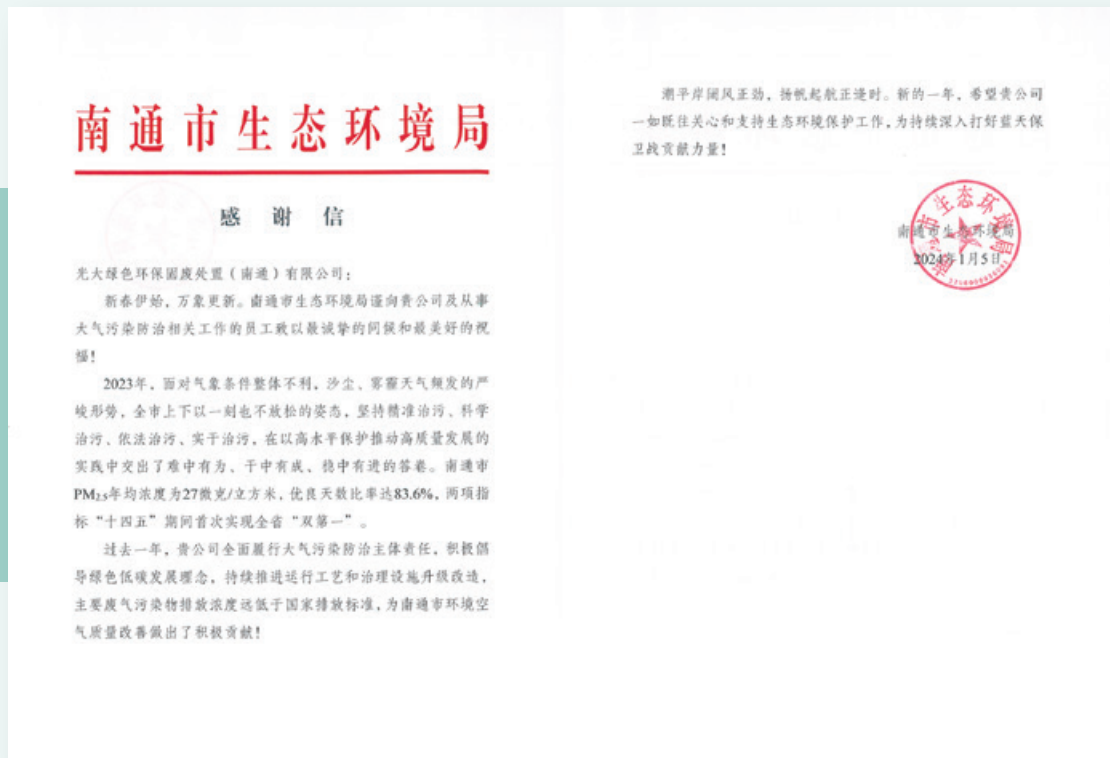 南通市生态环境局
感谢信
光大绿色环保固废处置（南通）有限公司：
新春伊始，万象更新。南通市生态环境局谨向贵公司及从事
大气污染防治相关工作的员工致以最诚挚的问候和最美好的祝
福！
2023年，面对气象条件整体不利，沙尘、雾霾天气频发的严
峻形势，全市上下以一刻也不放松的姿态，坚持精准治污、科学
治污、依法治污、实干治污，在以高水平保护推动高质量发展的
实践中交出了难中有为、干中有成、稳中有进的答卷。南通市
PM2.5年均浓度为27微克/立方米，优良天数比率达83.6%，两项指
标“十四五”期间首次实现全省“双第一”。
过去一年，贵公司全面履行大气污染防治主体责任，积极倡
导绿色低碳发展理念，持续推进运行工艺和治理设施升级改造，
主要废气污染物排放浓度远低于国家排放标准，为南通市环境空
气质量改善做出了积极贡献！
潮平岸阔风正劲，扬帆起航正逢时。新的一年，希望贵公司
一如既往关心和支持生态环境保护工作，为持续深入打好蓝天保
卫战贡献力量！
南通市生态环境局
2024年1月5日
南通市生态环境局